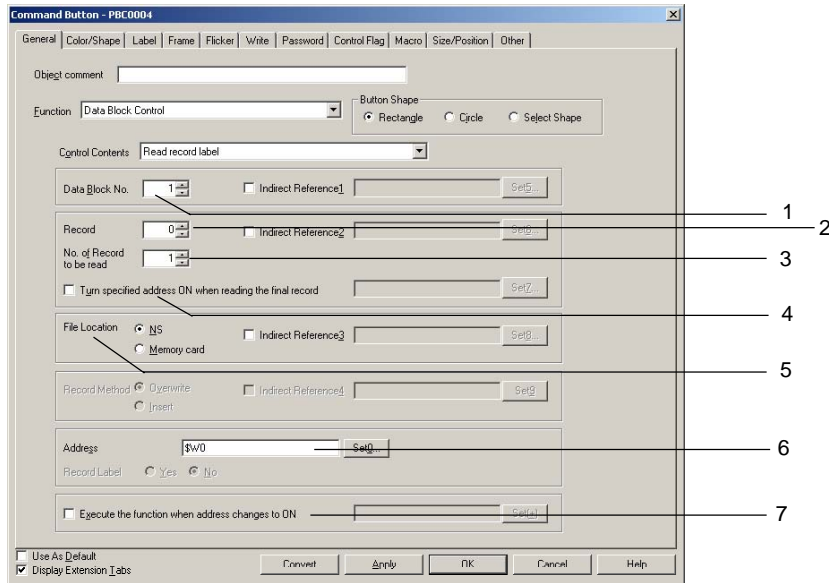 Command Button - PBC0004
General Color/Shape Label Frame Flicker Write Password Control Flag Macro Size/Position Other
Object comment
Function Data Block Control
Button Shape
Rectangle Circle Select Shape
Control Contents Read record label
Data Block No. 1 Indirect Reference1 Set5...
1
Record 0 Indirect Reference2 Set6...
2
No. of Record
to be read 1
3
Turn specified address ON when reading the final record Set7...
4
File Location NS Indirect Reference3 Set8...
Memory card
5
Record Method Overwrite Indirect Reference4 Set9
Insert
Address $W0 Set0...
6
Record Label Yes No
Execute the function when address changes to ON
7
Use As Default
Display Extension Tabs
Convert Apply OK Cancel Help